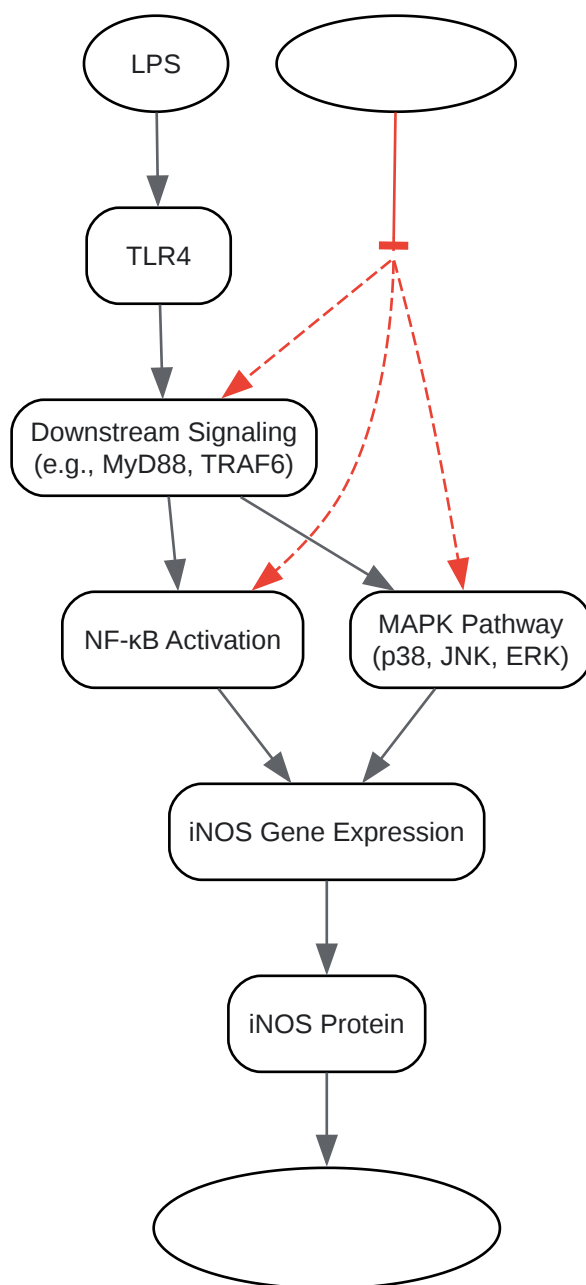 LPS
TLR4
Downstream Signaling
(e.g., MyD88, TRAF6)
NF-κB Activation
MAPK Pathway
(p38, JNK, ERK)
iNOS Gene Expression
iNOS Protein